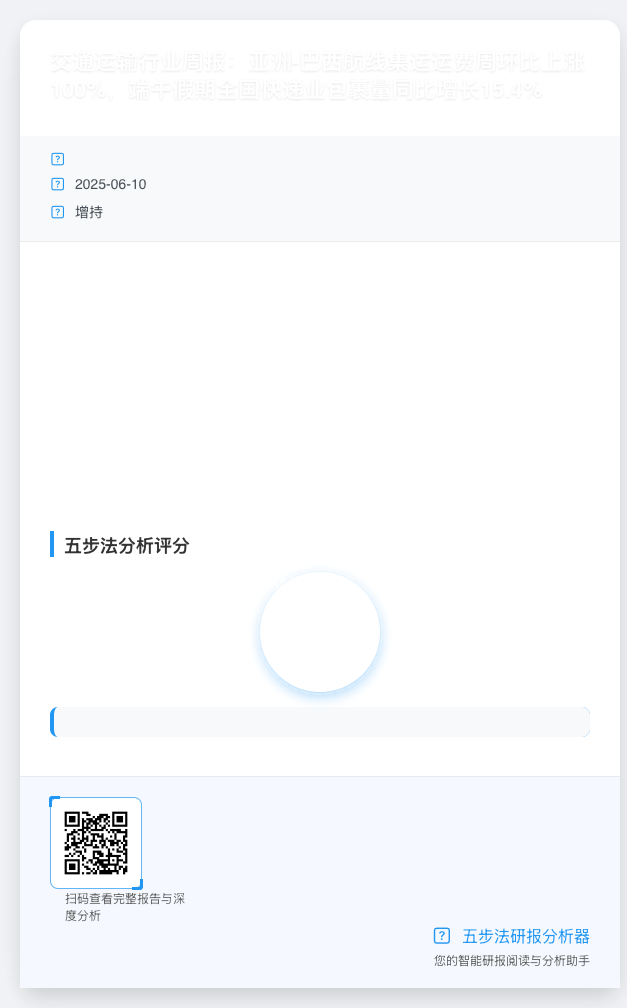 交通运输行业周报：亚洲-巴西航线集运运费周环比上涨
100%，端午假期全国快递业包裹量同比增长15.4%
2025-06-10
增持
五步法分析评分
扫码查看完整报告与深
度分析
五步法研报分析器
您的智能研报阅读与分析助手